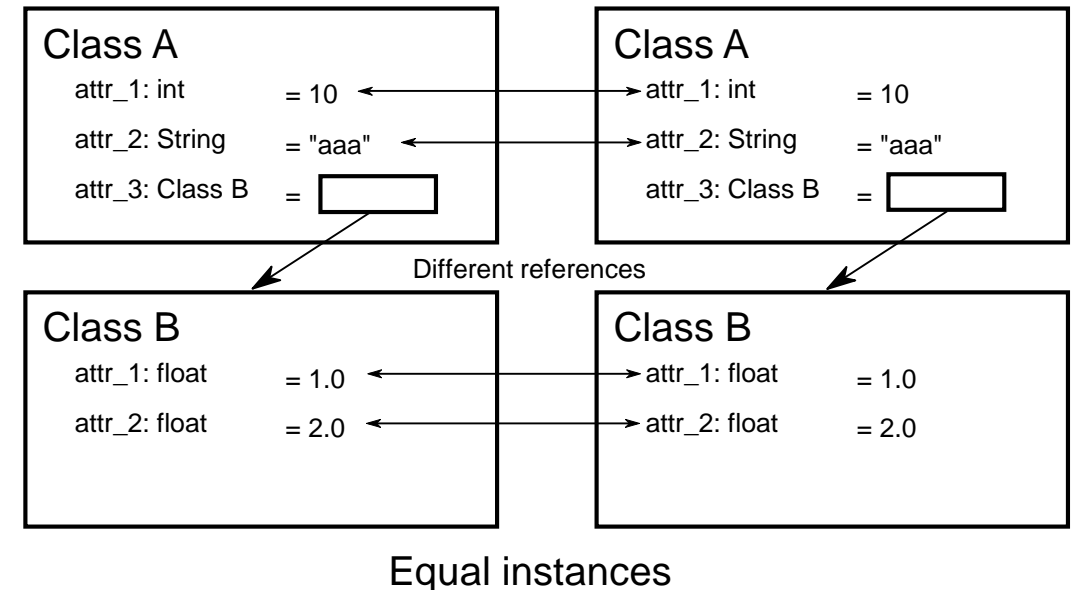 Class A
attr_1: int = 10
attr_2: String = "aaa"
attr_3: Class B =
Class A
attr_1: int = 10
attr_2: String = "aaa"
attr_3: Class B =
Different references
Class B
attr_1: float = 1.0
attr_2: float = 2.0
Class B
attr_1: float = 1.0
attr_2: float = 2.0
Equal instances